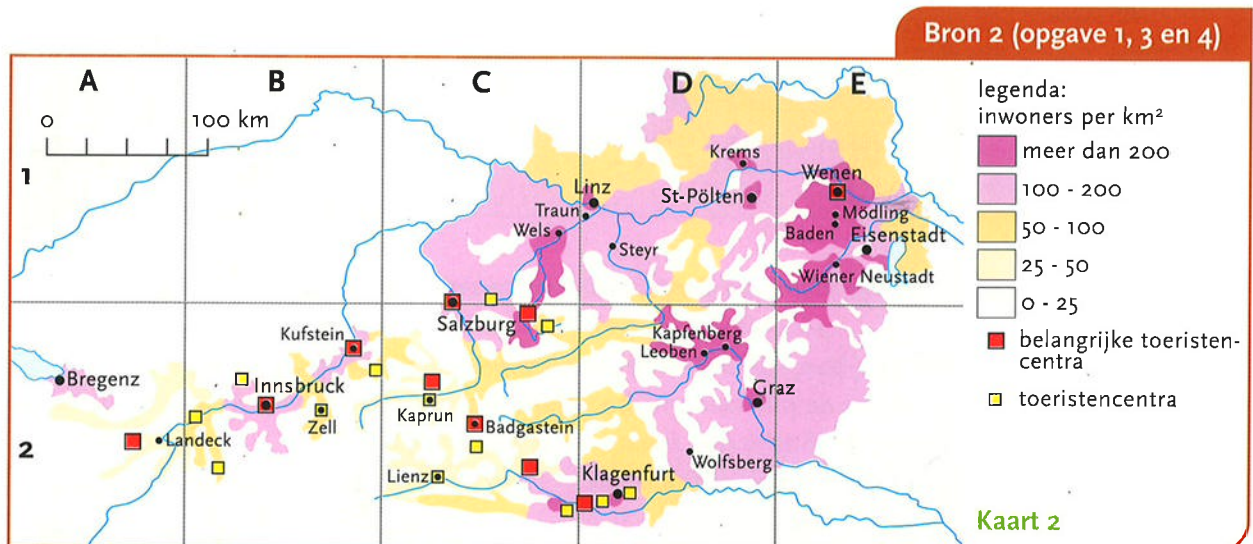 Bron 2 (opgave 1, 3 en 4)
A
B
C
D
E
0 100 km
1
2
Krems
Wenen
Linz
St-Pölten
Traun
Mödling
Wels
Baden
Eisenstadt
Steyr
Wiener Neustadt
Salzburg
Kufstein
Kapfenberg
Leoben
Bregenz
Innsbruck
Graz
Kaprun
Zell
Badgastein
Landeck
Wolfsberg
Lienz
Klagenfurt
legenda:
inwoners per km²
meer dan 200
100 - 200
50 - 100
25 - 50
0 - 25
belangrijke toeristen-
centra
toeristencentra
Kaart 2